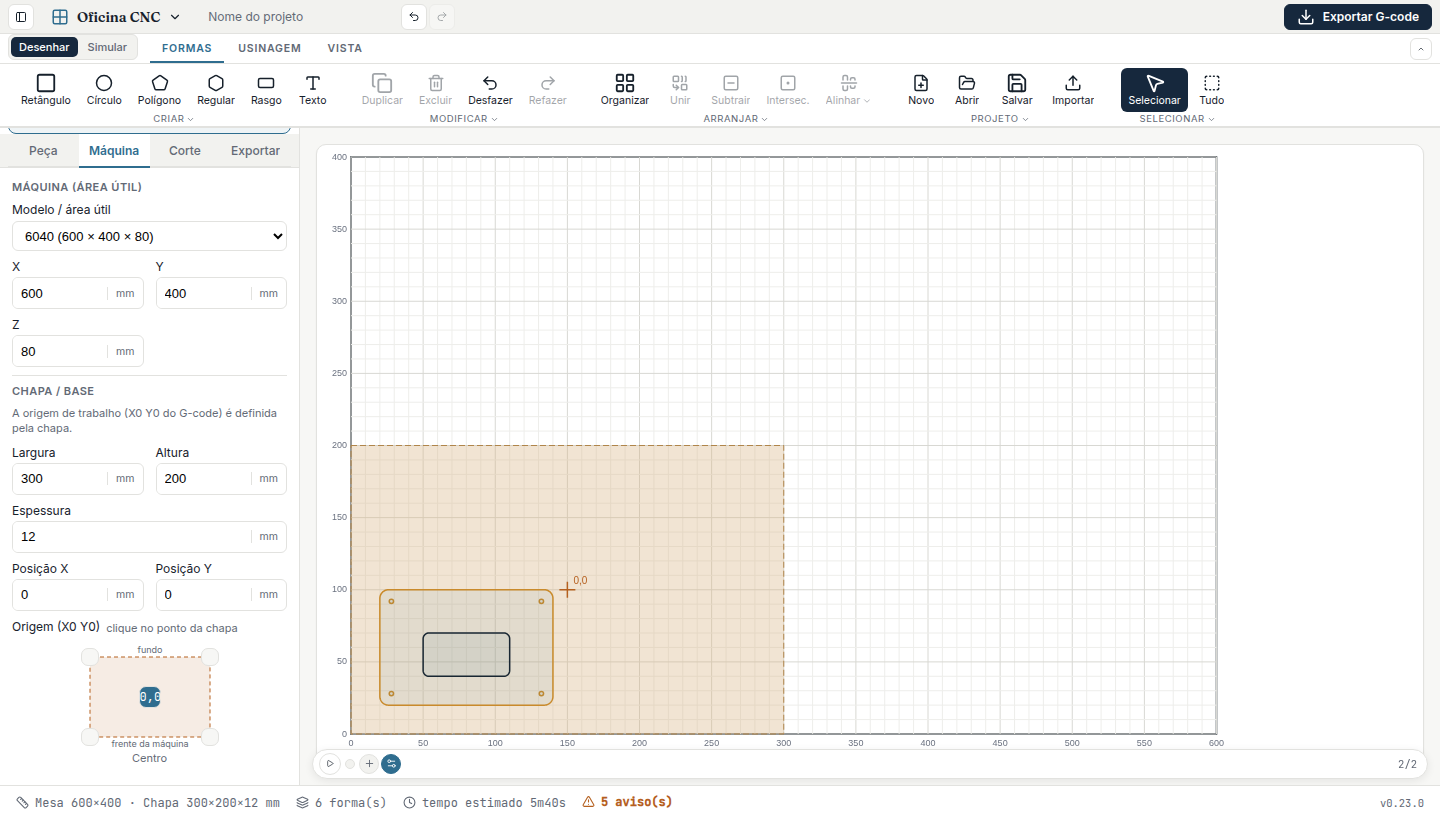 Oficina CNC
Nome do projeto
Exportar G-code
Desenhar
Simular
FORMAS
USINAGEM
VISTA
Retângulo
Círculo
Polígono
Regular
Rasgo
Texto
Duplicar
Excluir
Desfazer
Refazer
Organizar
Unir
Subtrair
Intersec.
Alinhar
Novo
Abrir
Salvar
Importar
Selecionar
Tudo
CRIAR
MODIFICAR
ARRANJAR
PROJETO
SELECIONAR
Peça
Máquina
Corte
Exportar
MÁQUINA (ÁREA ÚTIL)
Modelo / área útil
6040 (600 × 400 × 80)
X
Y
600 mm
400 mm
Z
80 mm
CHAPA / BASE
A origem de trabalho (X0 Y0 do G-code) é definida
pela chapa.
Largura
Altura
300 mm
200 mm
Espessura
12 mm
Posição X
Posição Y
0 mm
0 mm
Origem (X0 Y0) clique no ponto da chapa
fundo
0,0
frente da máquina
Centro
400
350
300
250
200
150
100
50
0
0,0
0 50 100 150 200 250 300 350 400 450 500 550 600
2/2
Mesa 600×400 · Chapa 300×200×12 mm
6 forma(s)
tempo estimado 5m40s
5 aviso(s)
v0.23.0